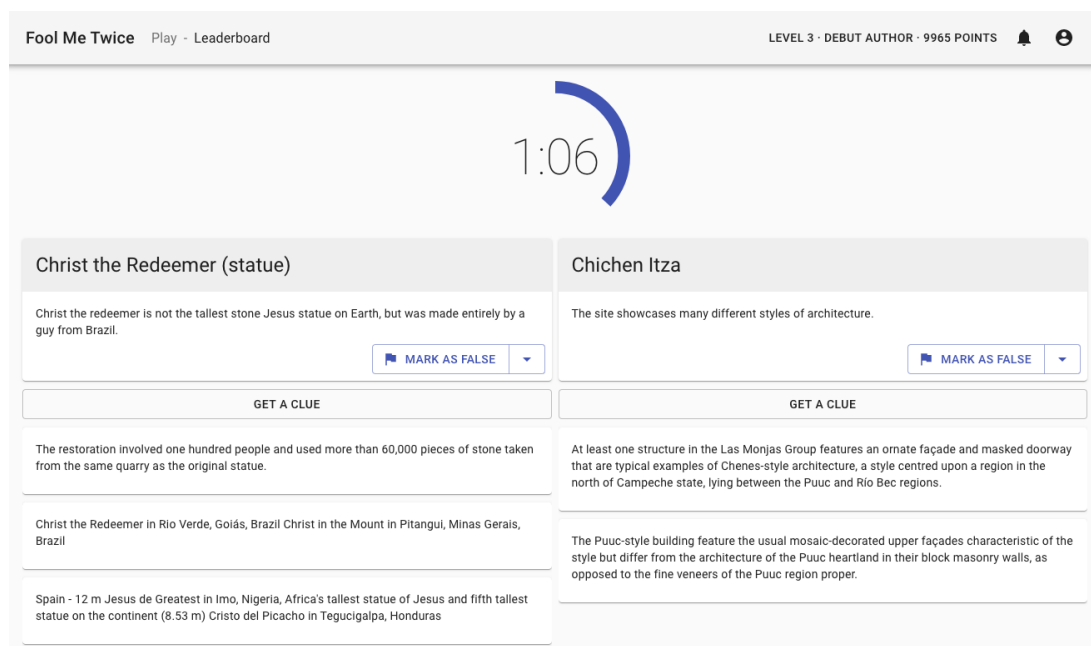 Fool Me Twice Play - Leaderboard LEVEL 3 · DEBUT AUTHOR · 9965 POINTS
1:06
Christ the Redeemer (statue)
Christ the redeemer is not the tallest stone Jesus statue on Earth, but was made entirely by a
guy from Brazil.
MARK AS FALSE
GET A CLUE
The restoration involved one hundred people and used more than 60,000 pieces of stone taken
from the same quarry as the original statue.
Christ the Redeemer in Rio Verde, Goiás, Brazil Christ in the Mount in Pitangui, Minas Gerais,
Brazil
Spain - 12 m Jesus de Greatest in Imo, Nigeria, Africa's tallest statue of Jesus and fifth tallest
statue on the continent (8.53 m) Cristo del Picacho in Tegucigalpa, Honduras
Chichen Itza
The site showcases many different styles of architecture.
MARK AS FALSE
GET A CLUE
At least one structure in the Las Monjas Group features an ornate façade and masked doorway
that are typical examples of Chenes-style architecture, a style centred upon a region in the
north of Campeche state, lying between the Puuc and Río Bec regions.
The Puuc-style building feature the usual mosaic-decorated upper façades characteristic of the
style but differ from the architecture of the Puuc heartland in their block masonry walls, as
opposed to the fine veneers of the Puuc region proper.